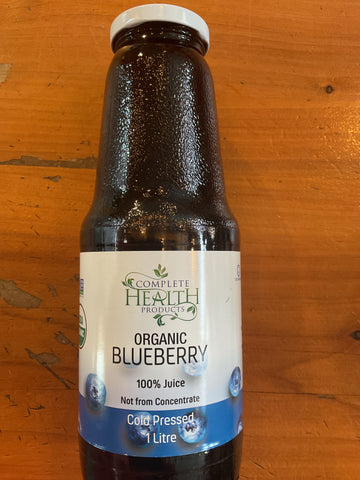 COMPLETE
HEALTH
PRODUCTS
ORGANIC
BLUEBERRY
100% Juice
Not from Concentrate
Cold Pressed
1 Litre